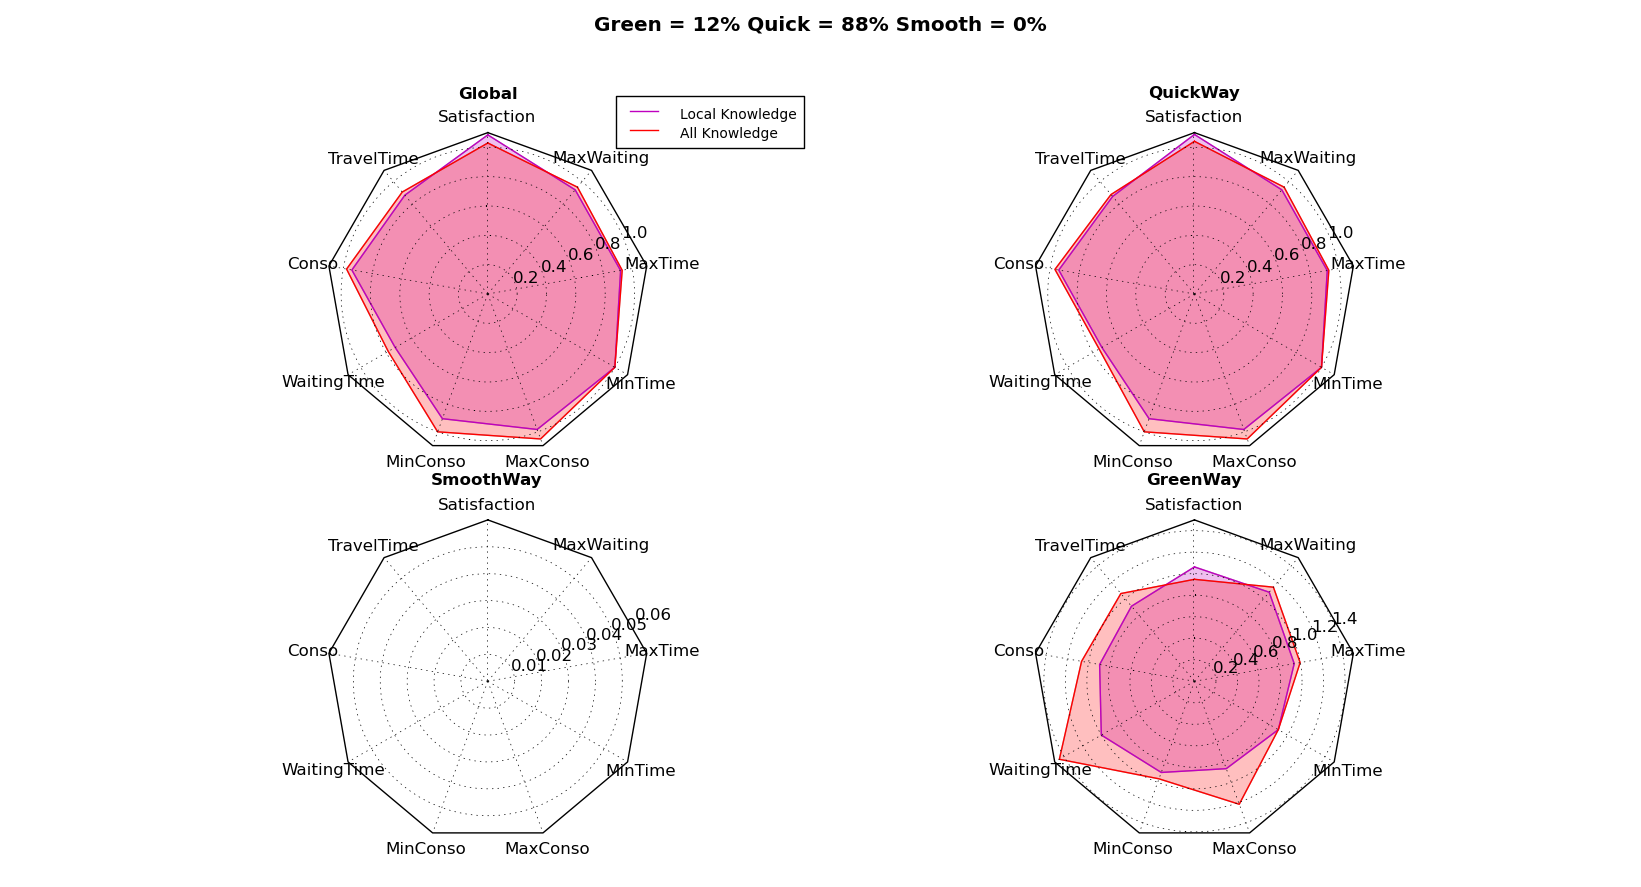 Green = 12% Quick = 88% Smooth = 0%
Global
Satisfaction
TravelTime
MaxWaiting
Conso
MaxTime
WaitingTime
MinTime
MinConso
MaxConso
0.2
0.4
0.6
0.8
1.0
Local Knowledge
All Knowledge
QuickWay
Satisfaction
TravelTime
MaxWaiting
Conso
MaxTime
WaitingTime
MinTime
MinConso
MaxConso
0.2
0.4
0.6
0.8
1.0
SmoothWay
Satisfaction
TravelTime
MaxWaiting
Conso
MaxTime
WaitingTime
MinTime
MinConso
MaxConso
0.01
0.02
0.03
0.04
0.05
0.06
GreenWay
Satisfaction
TravelTime
MaxWaiting
Conso
MaxTime
WaitingTime
MinTime
MinConso
MaxConso
0.2
0.4
0.6
0.8
1.0
1.2
1.4